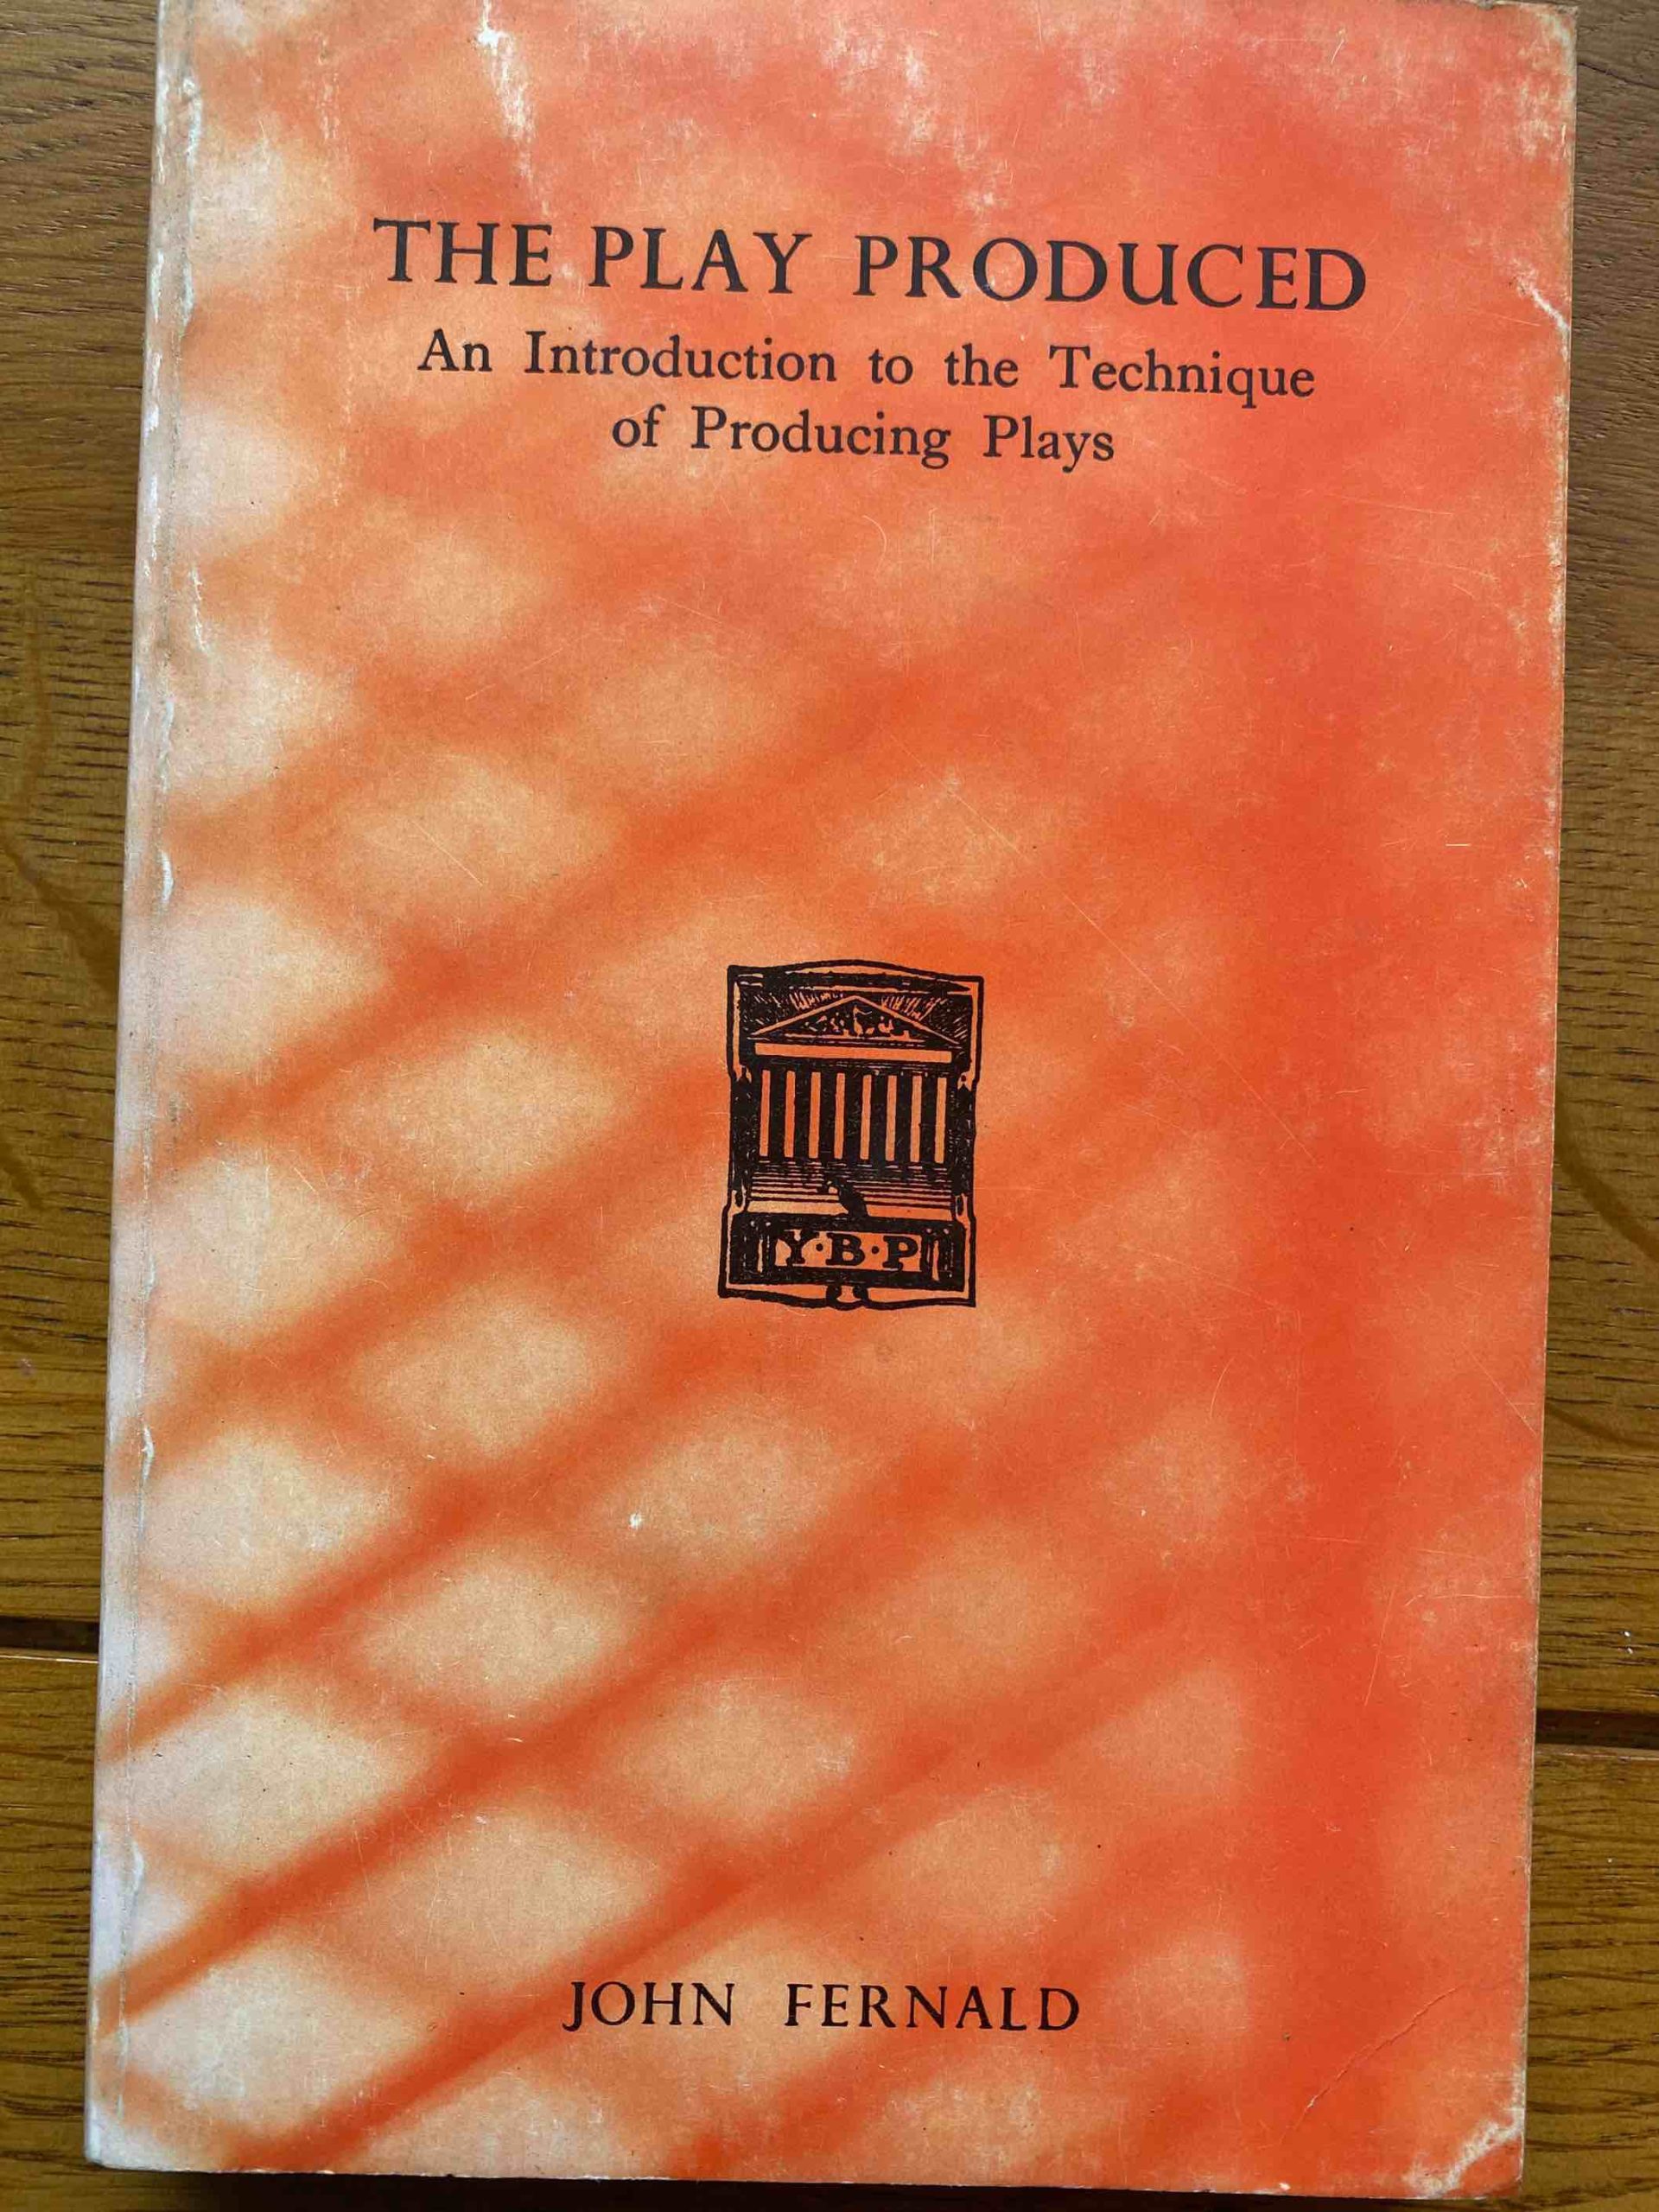 THE PLAY PRODUCED
An Introduction to the Technique
of Producing Plays
Y·B·P
JOHN FERNALD